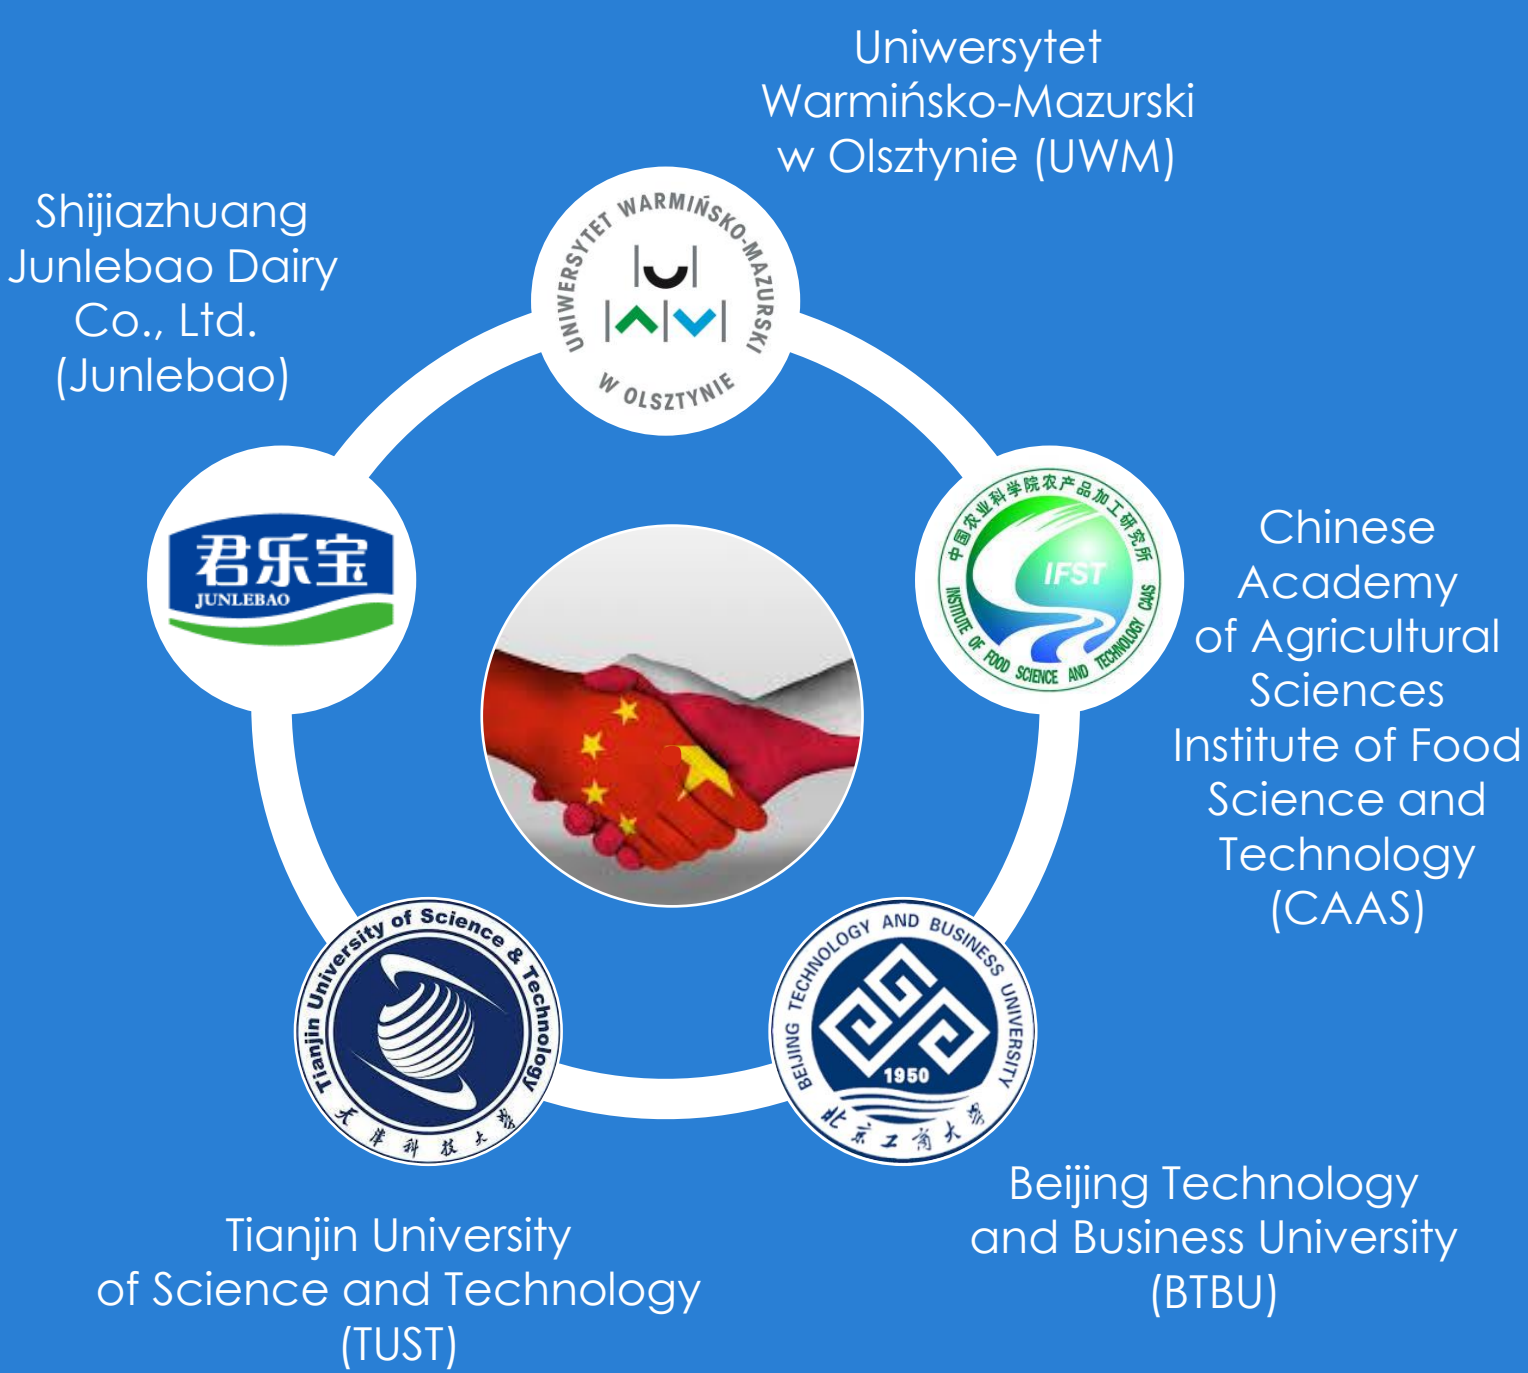 Uniwersytet
Warmińsko-Mazurski
w Olsztynie (UWM)
UNIWERSYTET WARMIŃSKO-MAZURSKI
W OLSZTYNIE
Shijiazhuang
Junlebao Dairy
Co., Ltd.
(Junlebao)
君乐宝
JUNLEBAO
中国农业科学院农产品加工研究所
IFST
INSTITUTE OF FOOD SCIENCE AND TECHNOLOGY CAAS
Chinese
Academy
of Agricultural
Sciences
Institute of Food
Science and
Technology
(CAAS)
Tianjin University of Science & Technology
天津科技大学
BEIJING TECHNOLOGY AND BUSINESS UNIVERSITY
1950
北京工商大学
Beijing Technology
and Business University
(BTBU)
Tianjin University
of Science and Technology
(TUST)